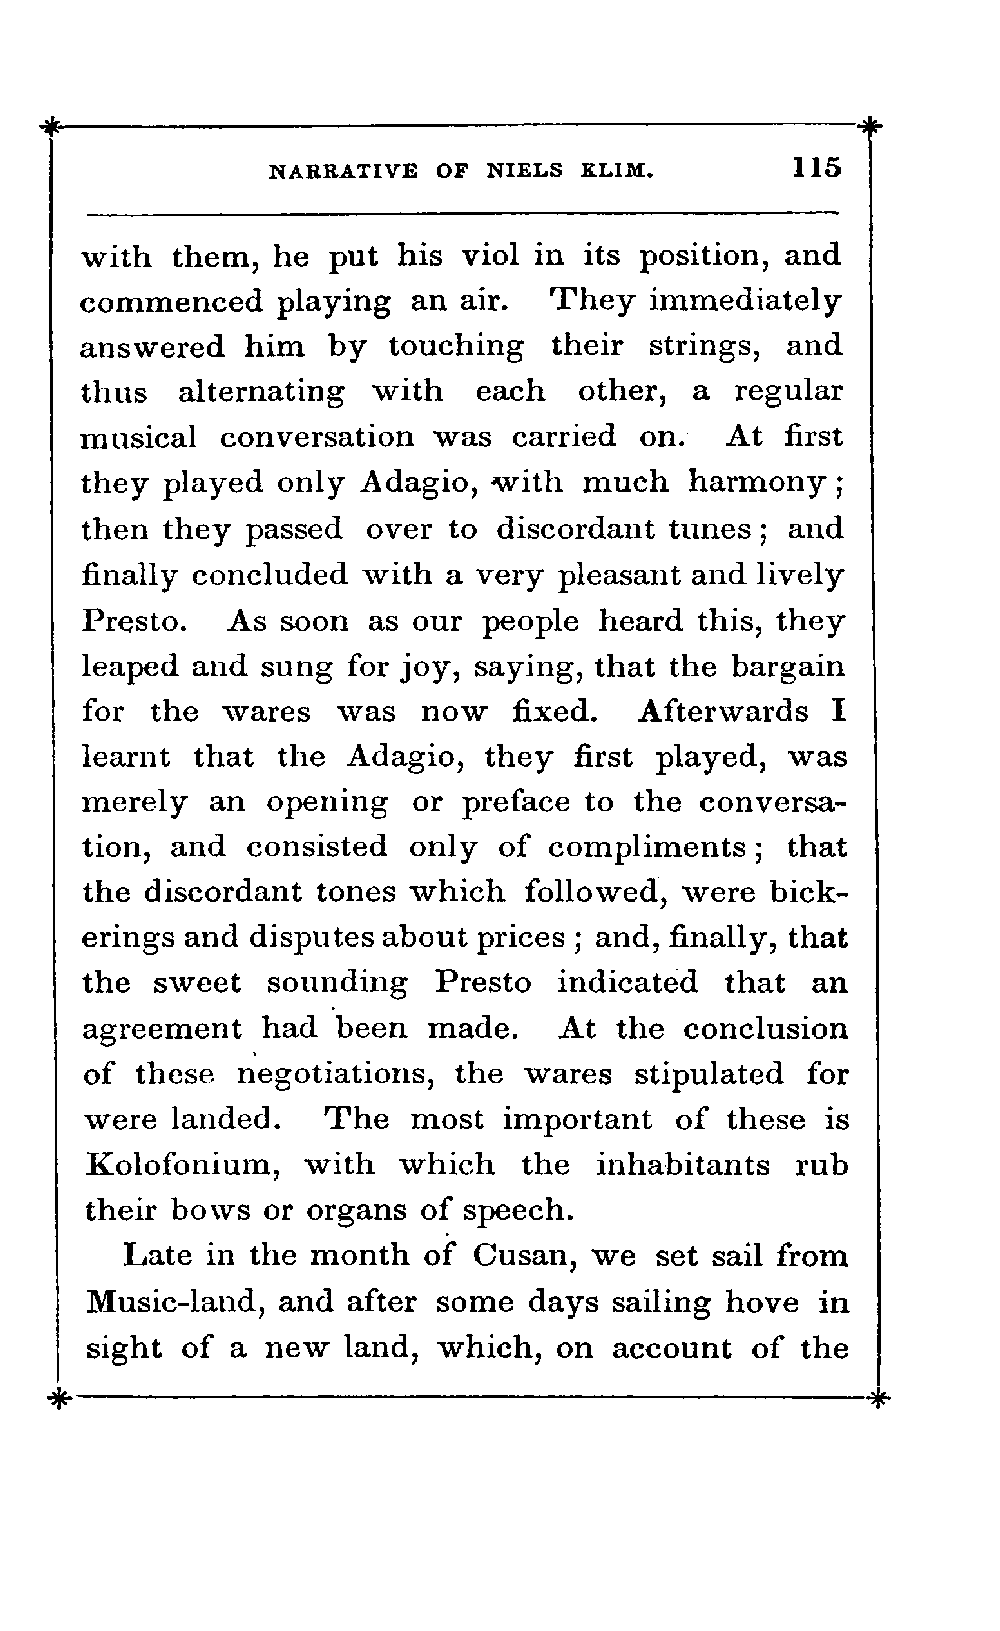 NARRATIVE OF NIELS KLIM. 115
with them, he put his viol in its position, and
commenced playing an air. They immediately
answered him by touching their strings, and
thus alternating with each other, a regular
musical conversation was carried on. At first
they played only Adagio, with much harmony;
then they passed over to discordant tunes; and
finally concluded with a very pleasant and lively
Presto. As soon as our people heard this, they
leaped and sung for joy, saying, that the bargain
for the wares was now fixed. Afterwards I
learnt that the Adagio, they first played, was
merely an opening or preface to the conversa-
tion, and consisted only of compliments; that
the discordant tones which followed, were bick-
erings and disputes about prices; and, finally, that
the sweet sounding Presto indicated that an
agreement had been made. At the conclusion
of these negotiations, the wares stipulated for
were landed. The most important of these is
Kolofonium, with which the inhabitants rub
their bows or organs of speech.
Late in the month of Cusan, we set sail from
Music-land, and after some days sailing hove in
sight of a new land, which, on account of the